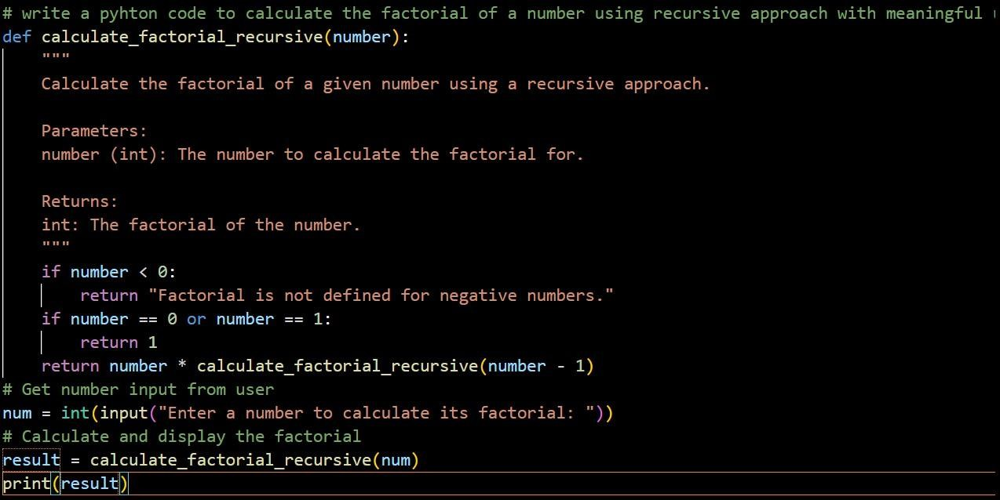 # write a pyhton code to calculate the factorial of a number using recursive approach with meaningful
def calculate_factorial_recursive(number):
    """
    Calculate the factorial of a given number using a recursive approach.

    Parameters:
    number (int): The number to calculate the factorial for.

    Returns:
    int: The factorial of the number.
    """
    if number < 0:
        return "Factorial is not defined for negative numbers."
    if number == 0 or number == 1:
        return 1
    return number * calculate_factorial_recursive(number - 1)
# Get number input from user
num = int(input("Enter a number to calculate its factorial: "))
# Calculate and display the factorial
result = calculate_factorial_recursive(num)
print(result)